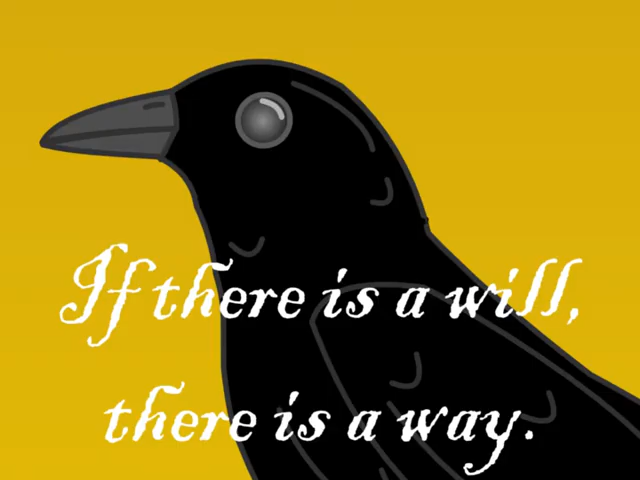 If there is a will,
there is a way.